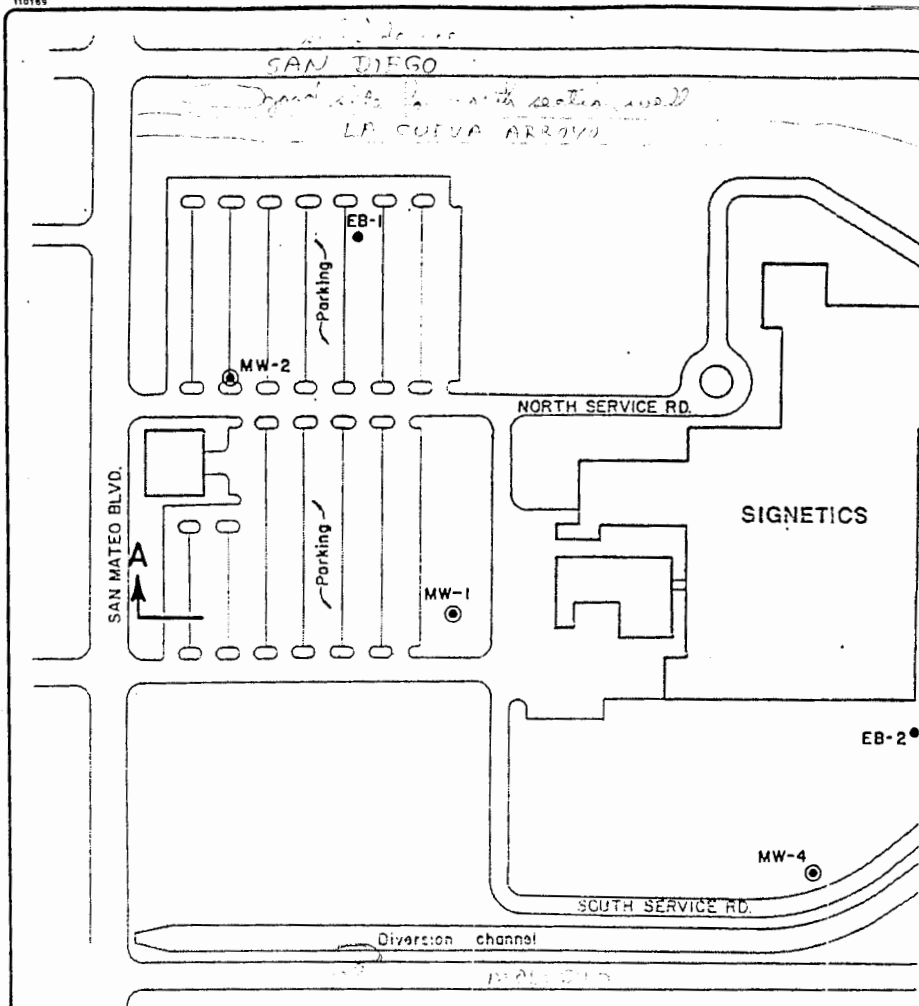 110189
SAN DIEGO
LA CUEVA ARROYO
EB-1
Parking
MW-2
NORTH SERVICE RD.
SAN MATEO BLVD.
SIGNETICS
A
Parking
MW-1
EB-2
MW-4
SOUTH SERVICE RD.
Diversion channel